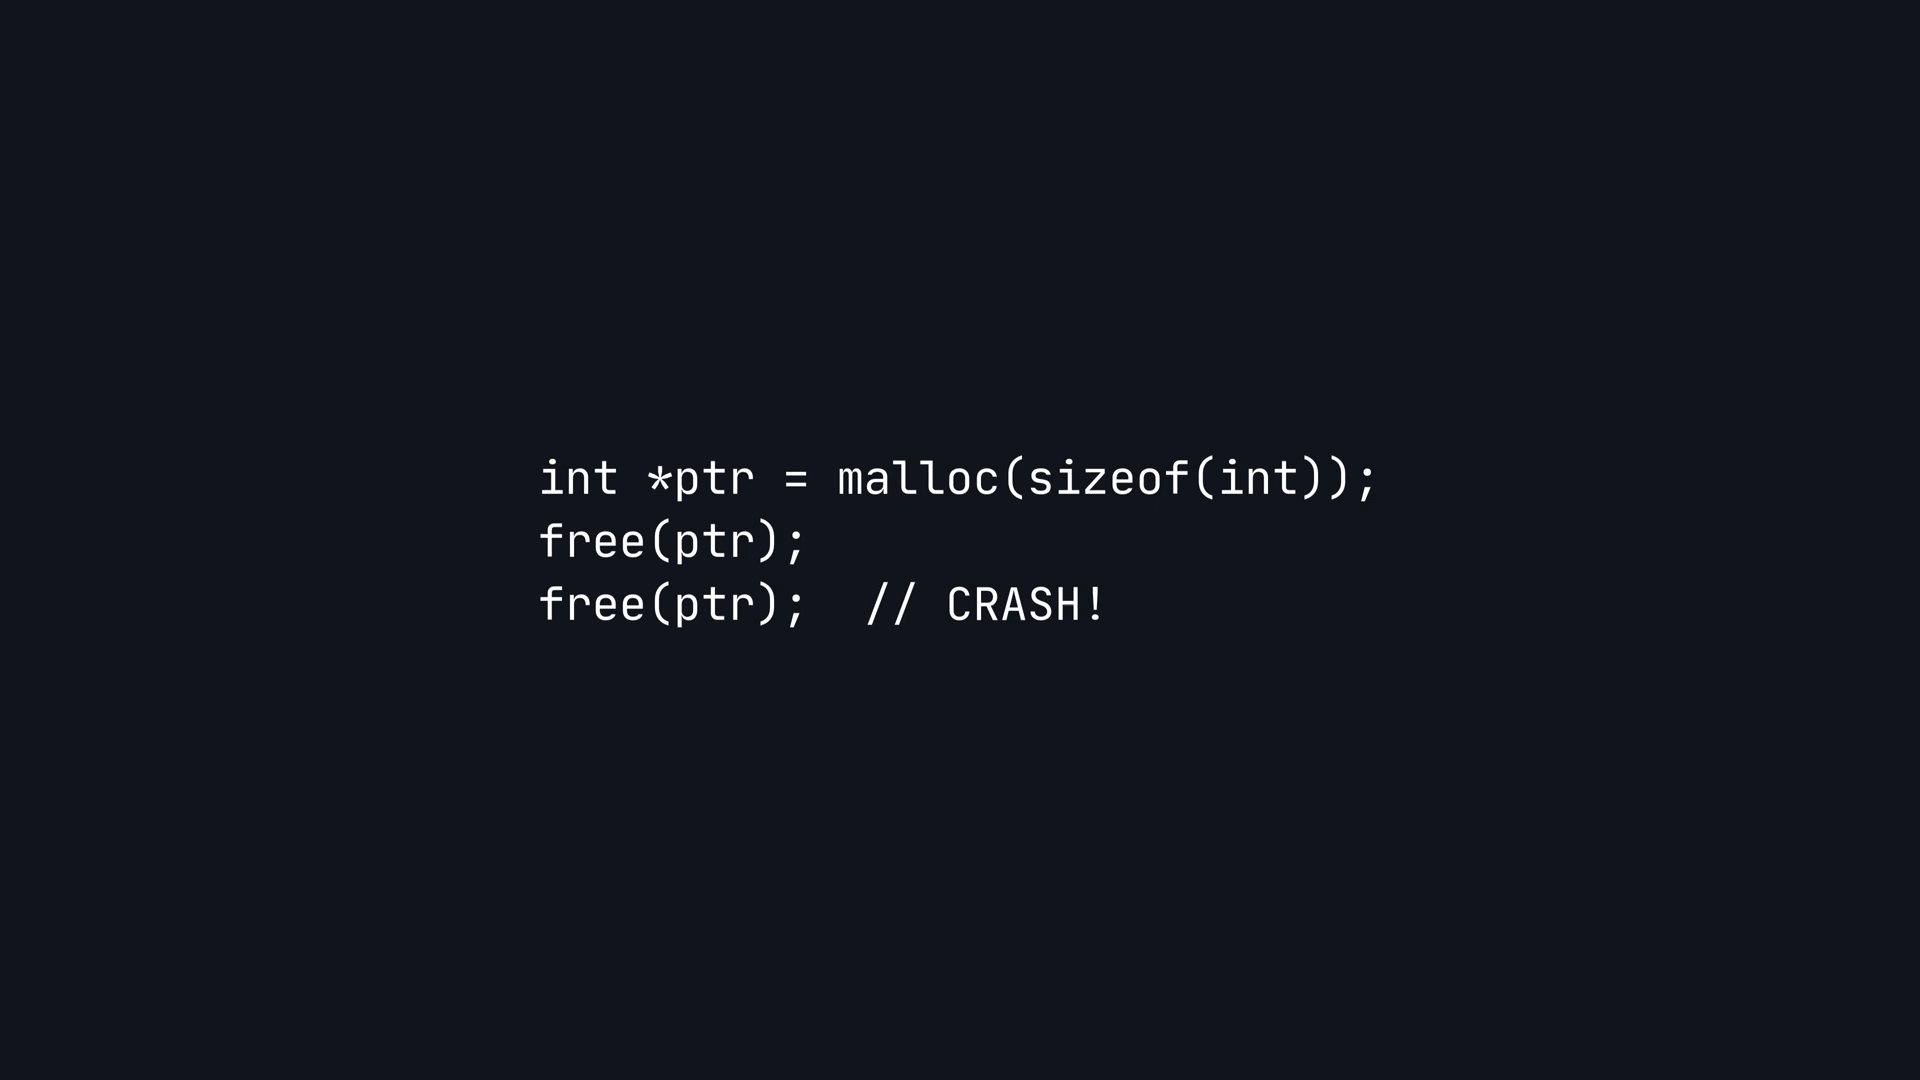 int *ptr = malloc(sizeof(int));
free(ptr);
free(ptr);  // CRASH!